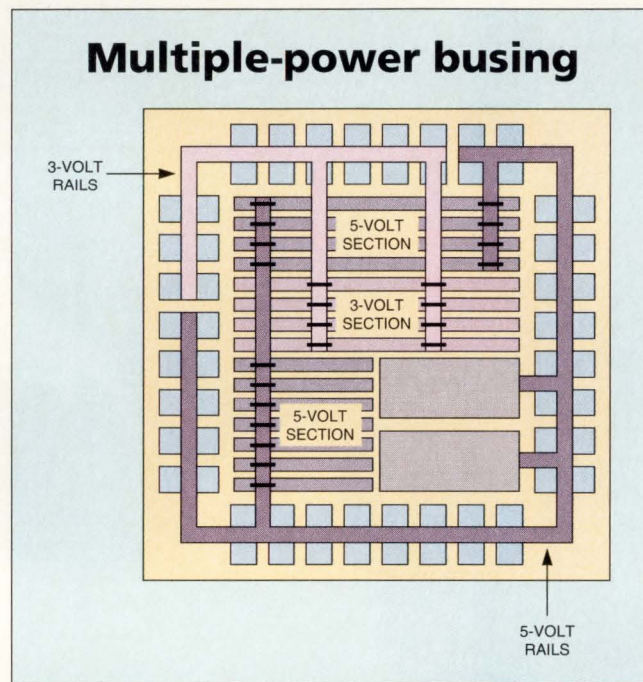 Multiple-power busing
3-VOLT
RAILS
5-VOLT
SECTION
3-VOLT
SECTION
5-VOLT
SECTION
5-VOLT
RAILS